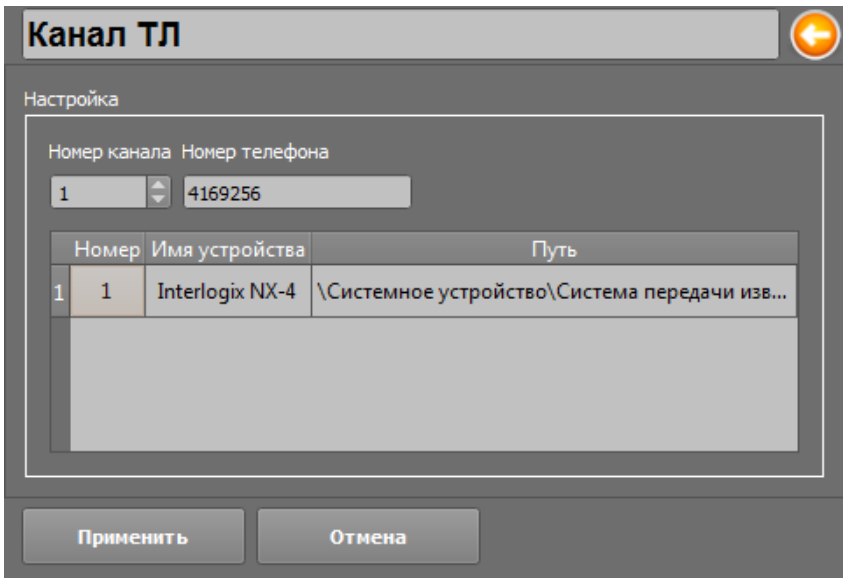 Канал ТЛ
Настройка
Номер канала Номер телефона
1 4169256
Номер Имя устройства Путь
1 1 Interlogix NX-4 \Системное устройство\Система передачи изв...
Применить Отмена